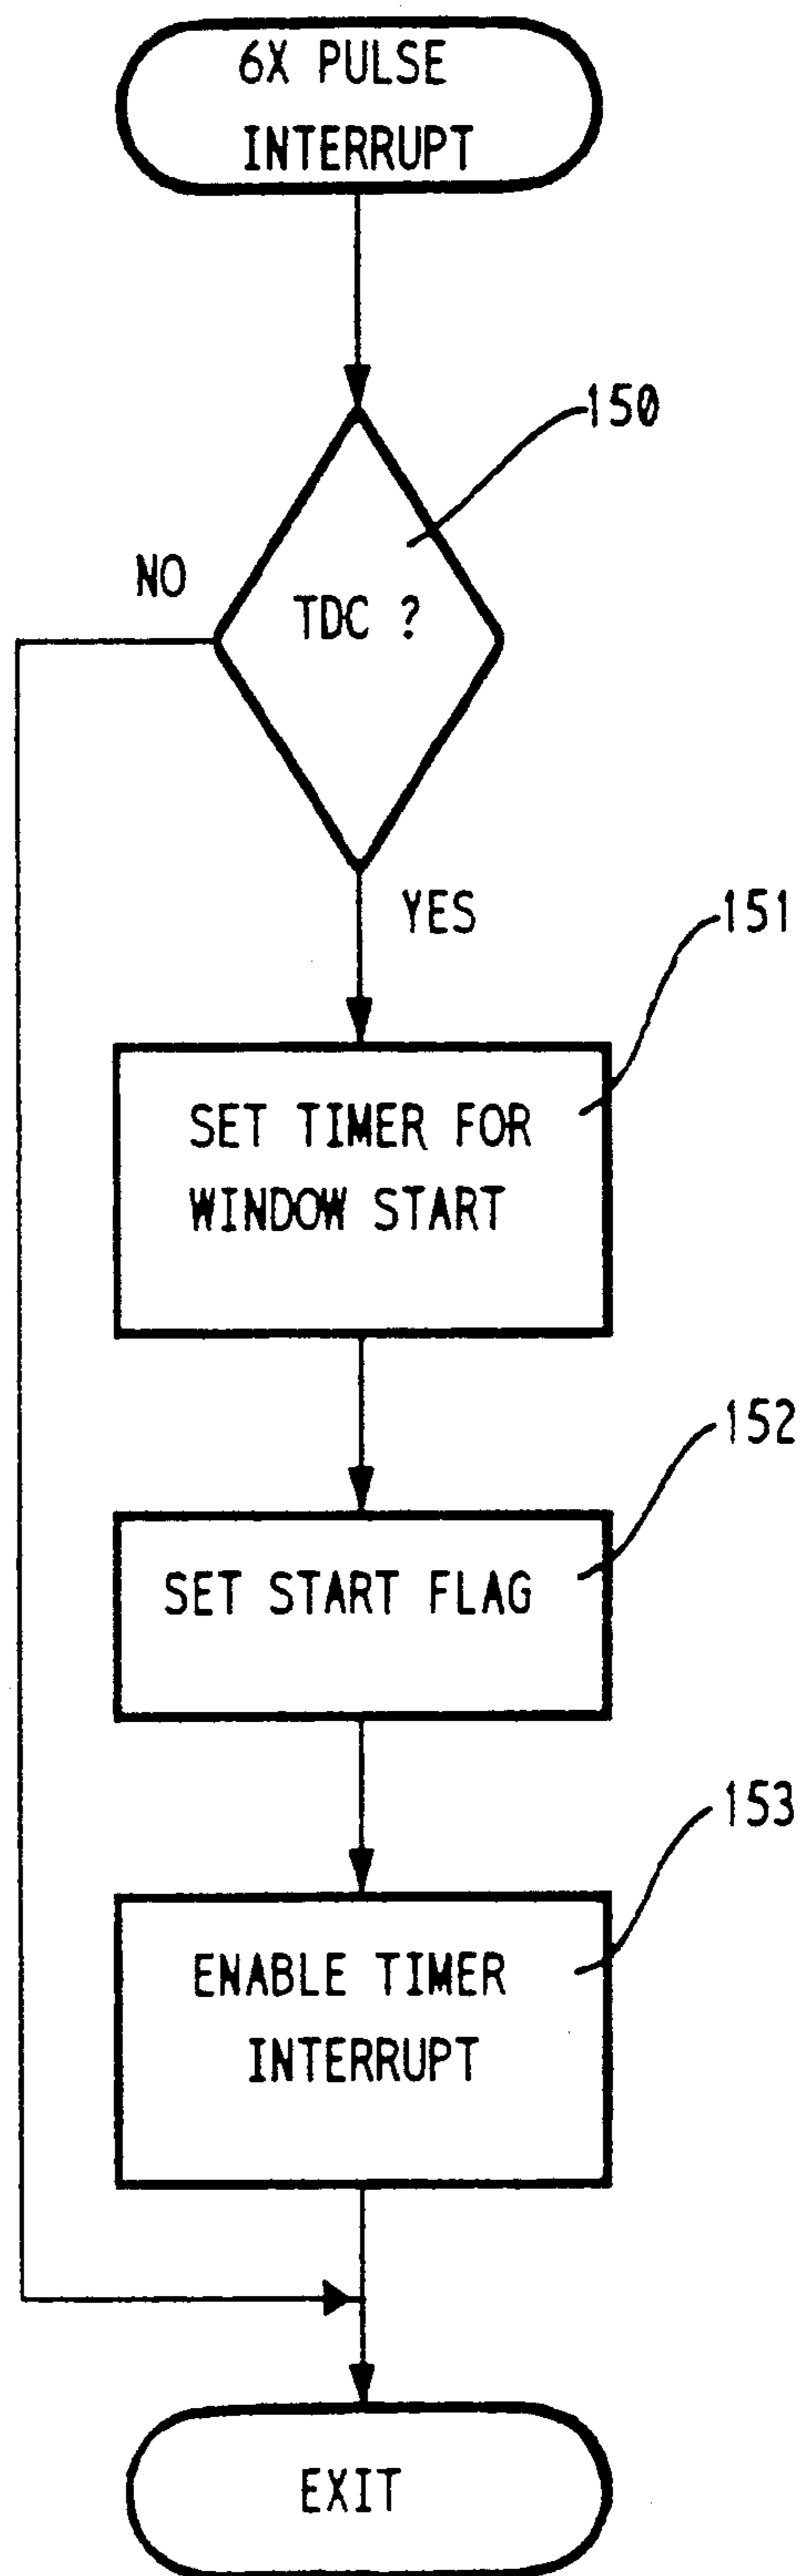 6X PULSE
INTERRUPT
150
NO
TDC ?
YES
151
SET TIMER FOR
WINDOW START
152
SET START FLAG
153
ENABLE TIMER
INTERRUPT
EXIT